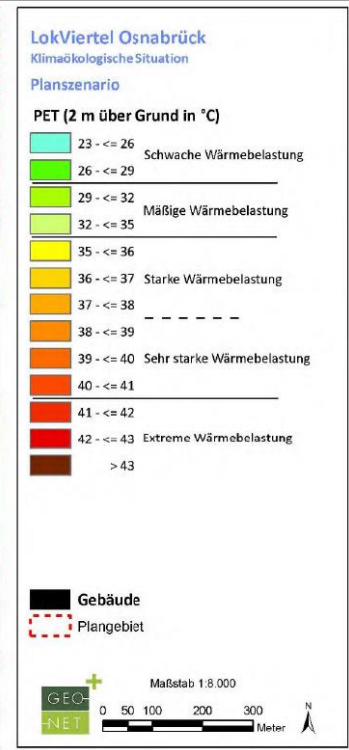 LokViertel Osnabrück
Klimaökologische Situation
Planszenario
PET (2 m über Grund in °C)
23 - <= 26
Schwache Wärmebelastung
26 - <= 29
29 - <= 32
Mäßige Wärmebelastung
32 - <= 35
35 - <= 36
36 - <= 37 Starke Wärmebelastung
37 - <= 38
38 - <= 39
39 - <= 40 Sehr starke Wärmebelastung
40 - <= 41
41 - <= 42
42 - <= 43 Extreme Wärmebelastung
> 43
Gebäude
Plangebiet
GEO-NET
Maßstab 1:8.000
0 50 100 200 300
Meter
N